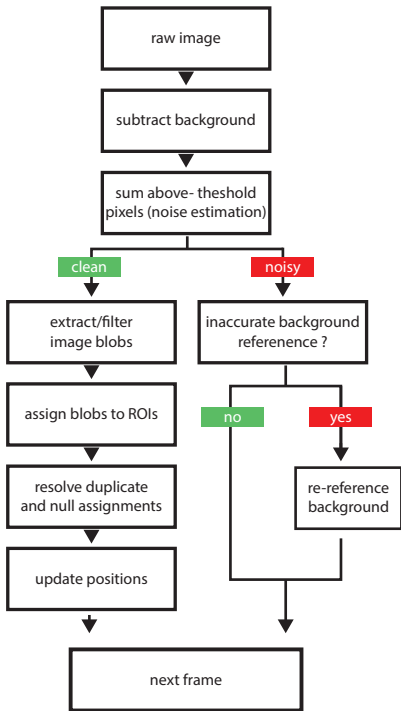 raw image
subtract background
sum above- theshold
pixels (noise estimation)
clean
noisy
extract/filter
image blobs
inaccurate background
referenence ?
assign blobs to ROIs
no
yes
resolve duplicate
and null assignments
re-reference
background
update positions
next frame